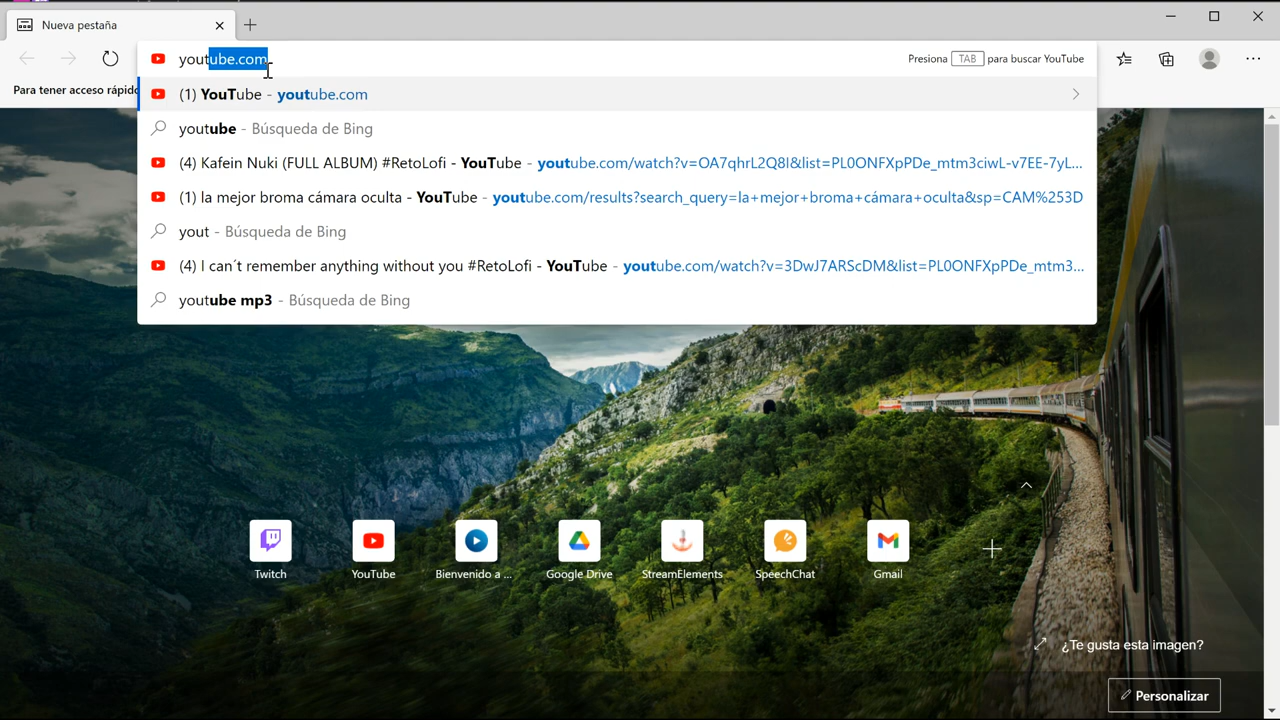 Nueva pestaña
youtube.com
Presiona TAB para buscar YouTube
Para tener acceso rápido
(1) YouTube - youtube.com
youtube - Búsqueda de Bing
(4) Kafein Nuki (FULL ALBUM) #RetoLofi - YouTube - youtube.com/watch?v=OA7qhrL2Q8I&list=PL0ONFXpPDe_mtm3ciwL-v7EE-7yL...
(1) la mejor broma cámara oculta - YouTube - youtube.com/results?search_query=la+mejor+broma+cámara+oculta&sp=CAM%253D
yout - Búsqueda de Bing
(4) I can´t remember anything without you #RetoLofi - YouTube - youtube.com/watch?v=3DwJ7ARScDM&list=PL0ONFXpPDe_mtm3...
youtube mp3 - Búsqueda de Bing
Twitch
YouTube
Bienvenido a ...
Google Drive
StreamElements
SpeechChat
Gmail
¿Te gusta esta imagen?
Personalizar